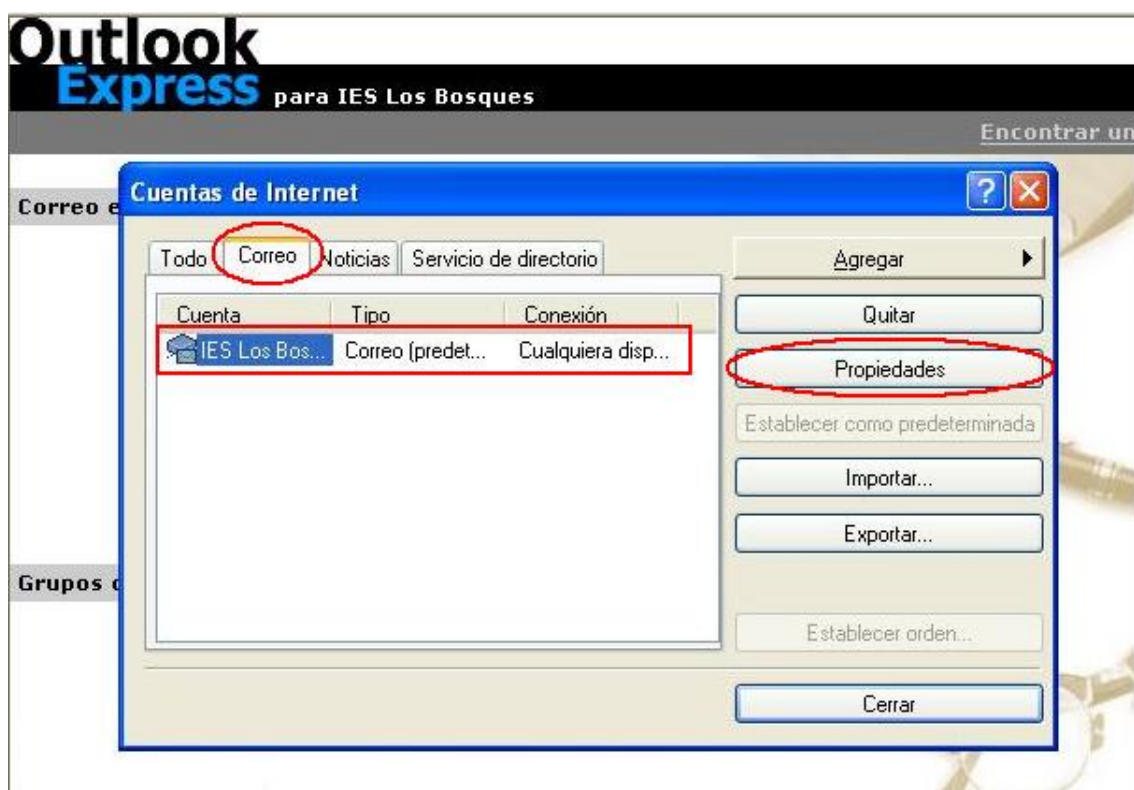 Outlook
Express para IES Los Bosques
Encontrar un
Correo e
Cuentas de Internet
Todo Correo Noticias Servicio de directorio
Agregar
Cuenta Tipo Conexión
Quitar
IES Los Bos... Correo (predet... Cualquiera disp...
Propiedades
Establecer como predeterminada
Importar...
Exportar...
Grupos d
Establecer orden...
Cerrar